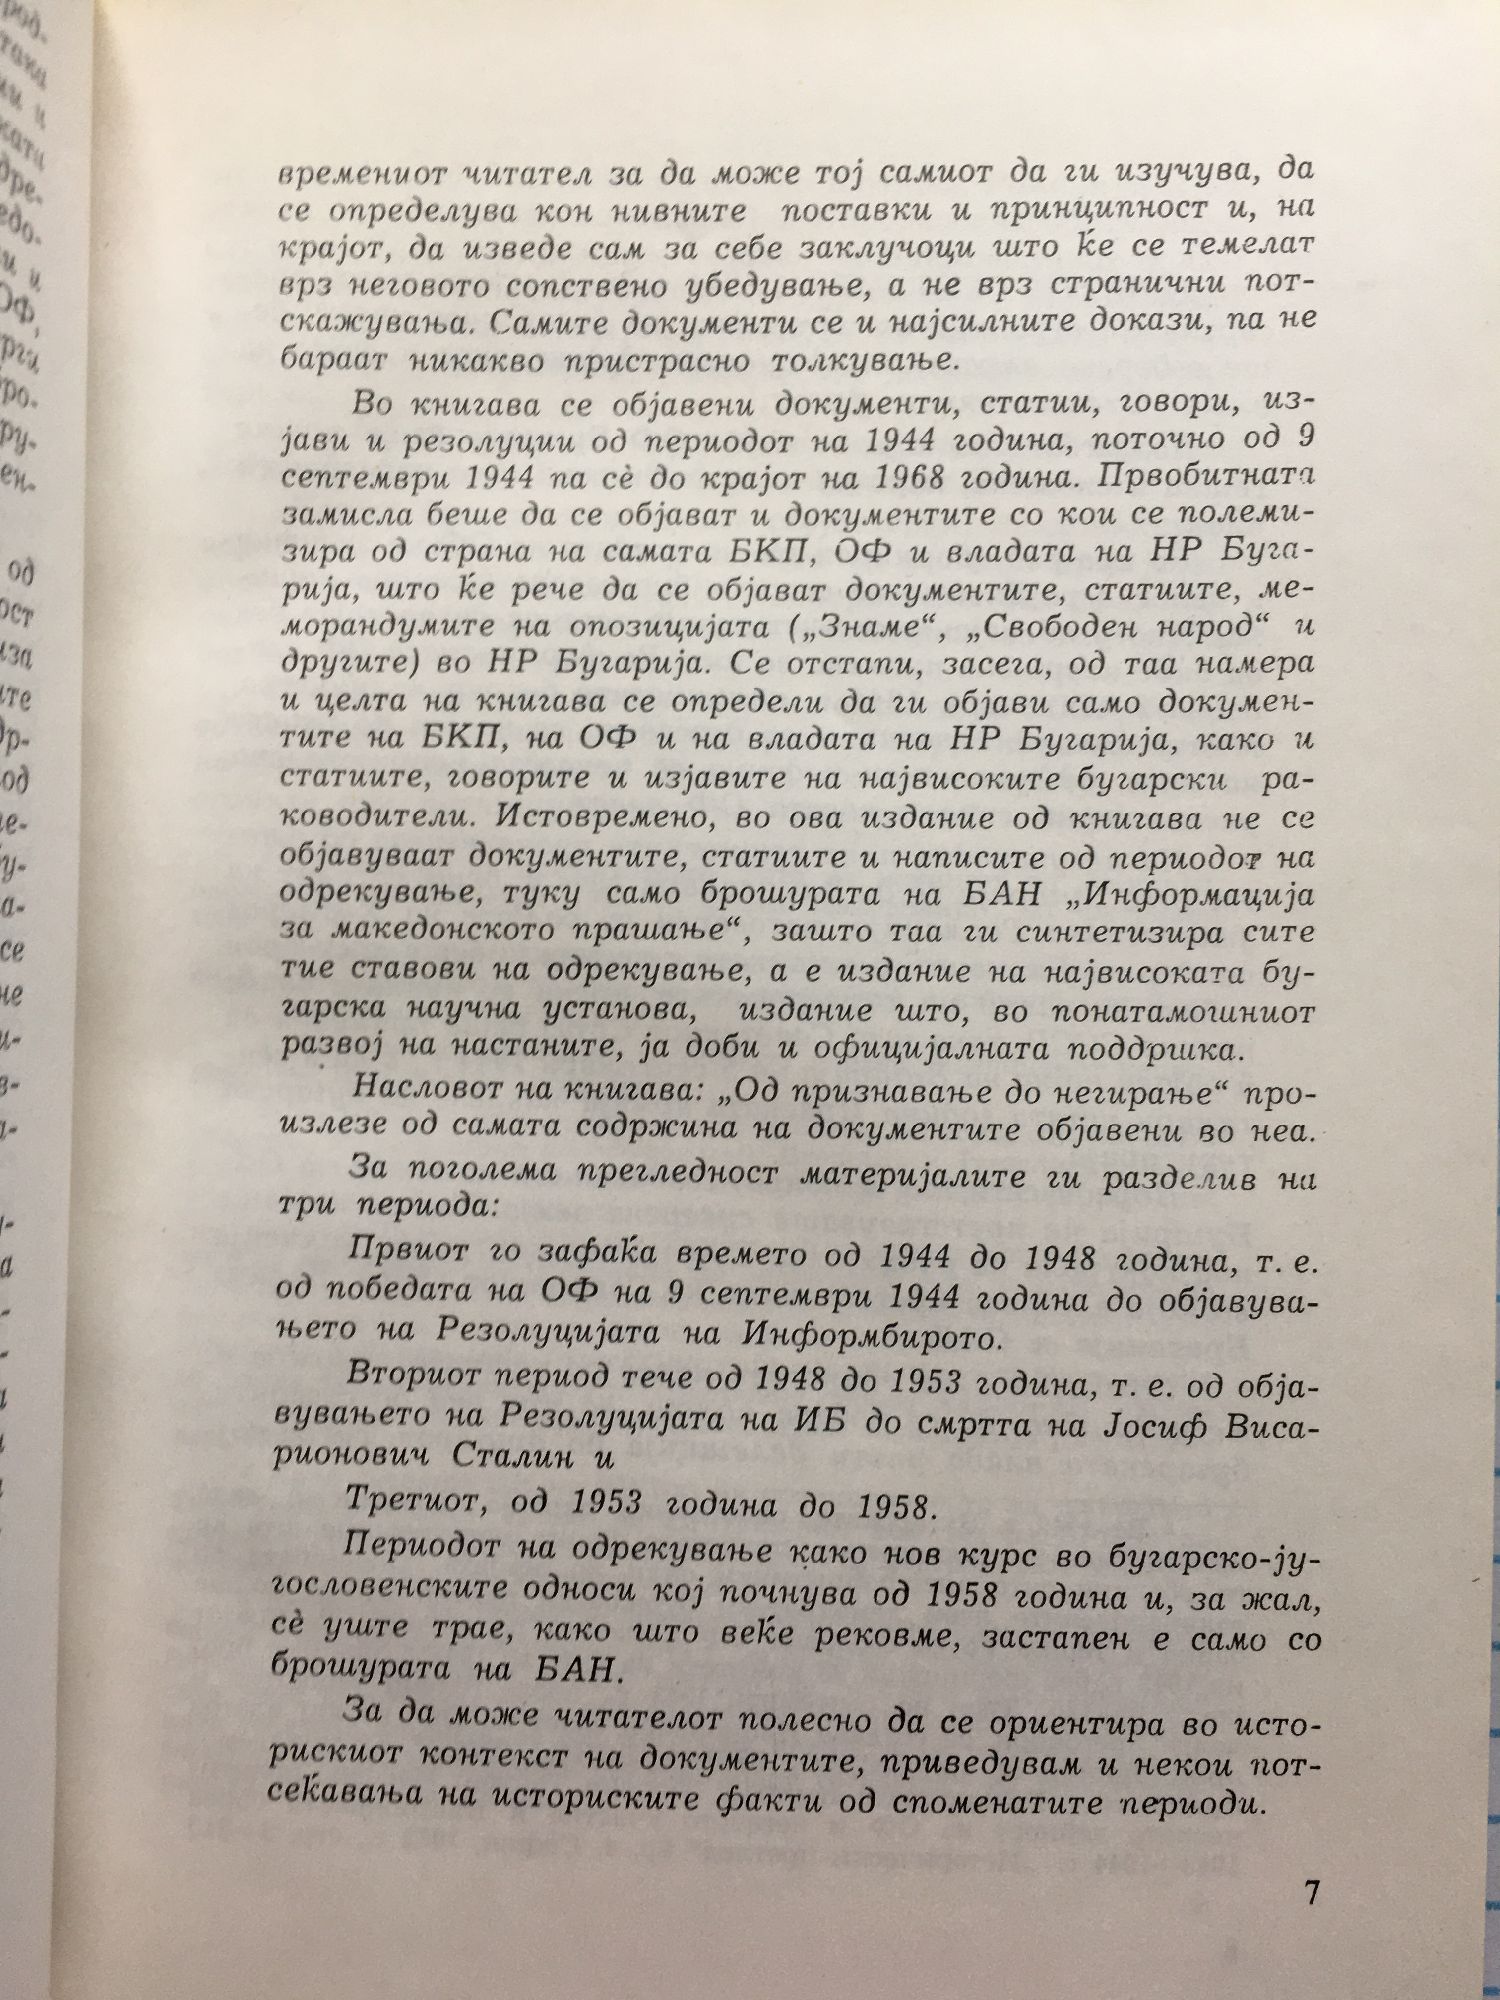 времениот читател за да може тој самиот да ги изучува, да
се определува кон нивните поставки и принципност и, на
крајот, да изведе сам за себе заклучоци што ќе се темелат
врз неговото сопствено убедување, а не врз странични пот-
скажувања. Самите документи се и најсилните докази, па не
бараат никакво пристрасно толкување.
Во книгава се објавени документи, статии, говори, из-
јави и резолуции од периодот на 1944 година, поточно од 9
септември 1944 па сѐ до крајот на 1968 година. Првобитната
замисла беше да се објават и документите со кои се полеми-
зира од страна на самата БКП, ОФ и владата на НР Буга-
рија, што ќе рече да се објават документите, статиите, ме-
морандумите на опозицијата („Знаме“, „Свободен народ“ и
другите) во НР Бугарија. Се отстапи, засега, од таа намера
и целта на книгава се определи да ги објави само докумен-
тите на БКП, на ОФ и на владата на НР Бугарија, како и
статиите, говорите и изјавите на највисоките бугарски ра-
ководители. Истовремено, во ова издание од книгава не се
објавуваат документите, статиите и написите од периодот на
одрекување, туку само брошурата на БАН „Информација
за македонското прашање“, зашто таа ги синтетизира сите
тие ставови на одрекување, а е издание на највисоката бу-
гарска научна установа, издание што, во понатамошниот
развој на настаните, ја доби и официјалната поддршка.
Насловот на книгава: „Од признавање до негирање“ про-
излезе од самата содржина на документите објавени во неа.
За поголема прегледност материјалите ги разделив на
три периода:
Првиот го зафаќа времето од 1944 до 1948 година, т. е.
од победата на ОФ на 9 септември 1944 година до објавува-
њето на Резолуцијата на Информбирото.
Вториот период тече од 1948 до 1953 година, т. е. од обја-
вувањето на Резолуцијата на ИБ до смртта на Јосиф Виса-
рионович Сталин и
Третиот, од 1953 година до 1958.
Периодот на одрекување како нов курс во бугарско-ју-
гословенските односи кој почнува од 1958 година и, за жал,
сѐ уште трае, како што веќе рековме, застапен е само со
брошурата на БАН.
За да може читателот полесно да се ориентира во исто-
рискиот контекст на документите, приведувам и некои пот-
сеќавања на историските факти од споменатите периоди.
7